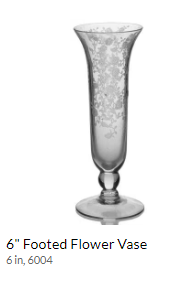 6" Footed Flower Vase
6 in, 6004